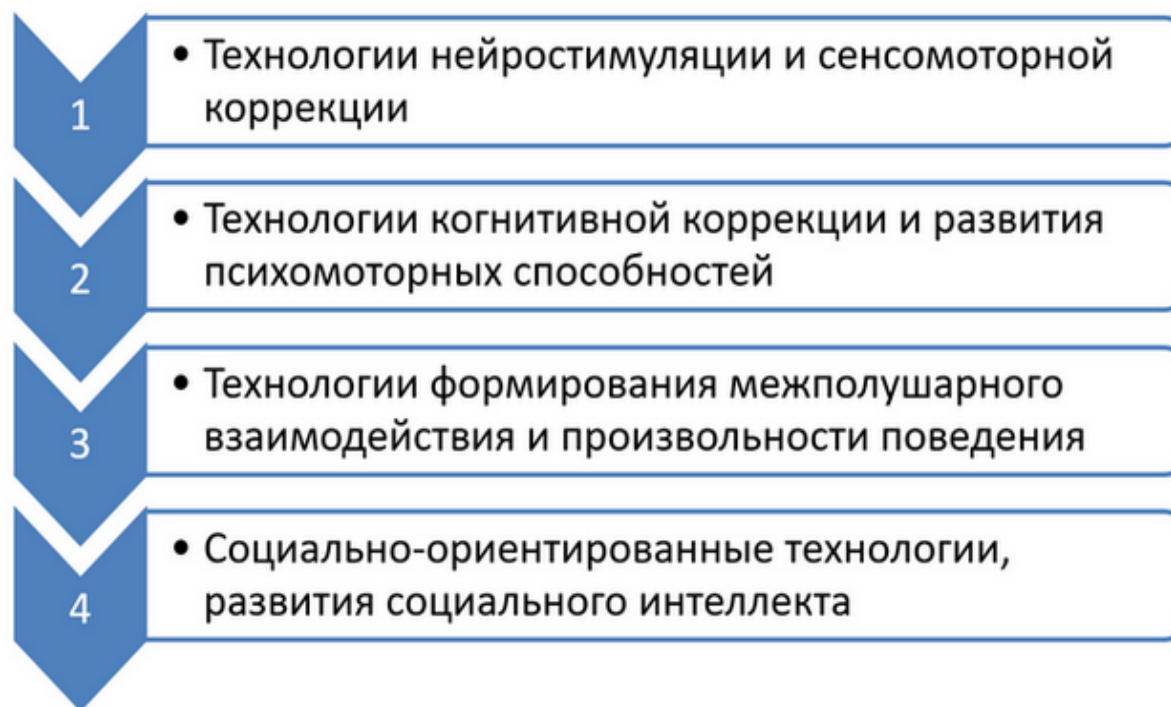 1
• Технологии нейростимуляции и сенсомоторной
коррекции
2
• Технологии когнитивной коррекции и развития
психомоторных способностей
3
• Технологии формирования межполушарного
взаимодействия и произвольности поведения
4
• Социально-ориентированные технологии,
развития социального интеллекта